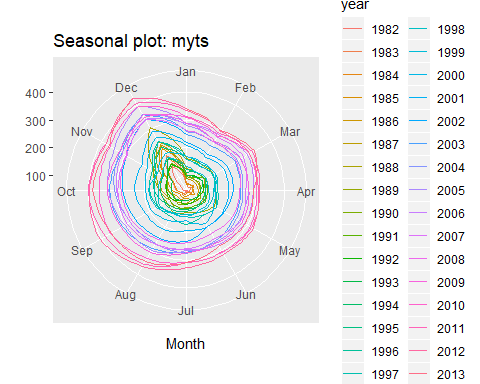 year
Seasonal plot: myts
Jan
Feb
Mar
Apr
May
Jun
Jul
Aug
Sep
Oct
Nov
Dec
400
300
200
100
Month
1982 1998
1983 1999
1984 2000
1985 2001
1986 2002
1987 2003
1988 2004
1989 2005
1990 2006
1991 2007
1992 2008
1993 2009
1994 2010
1995 2011
1996 2012
1997 2013